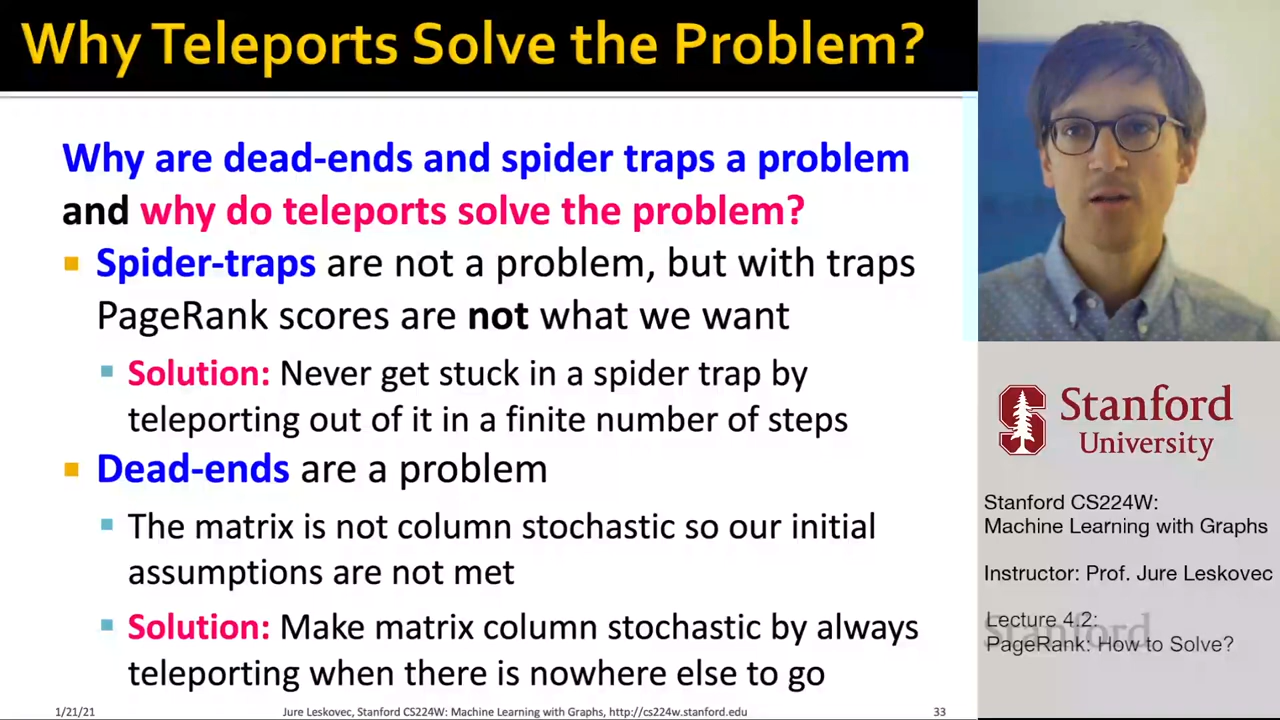 Why Teleports Solve the Problem?
Why are dead-ends and spider traps a problem
and why do teleports solve the problem?
Spider-traps are not a problem, but with traps
PageRank scores are not what we want
Solution: Never get stuck in a spider trap by
teleporting out of it in a finite number of steps
Dead-ends are a problem
The matrix is not column stochastic so our initial
assumptions are not met
Solution: Make matrix column stochastic by always
teleporting when there is nowhere else to go
1/21/21
Jure Leskovec, Stanford CS224W: Machine Learning with Graphs, http://cs224w.stanford.edu
33
Stanford
University
Stanford CS224W:
Machine Learning with Graphs
Instructor: Prof. Jure Leskovec
Lecture 4.2:
Stanford
PageRank: How to Solve?